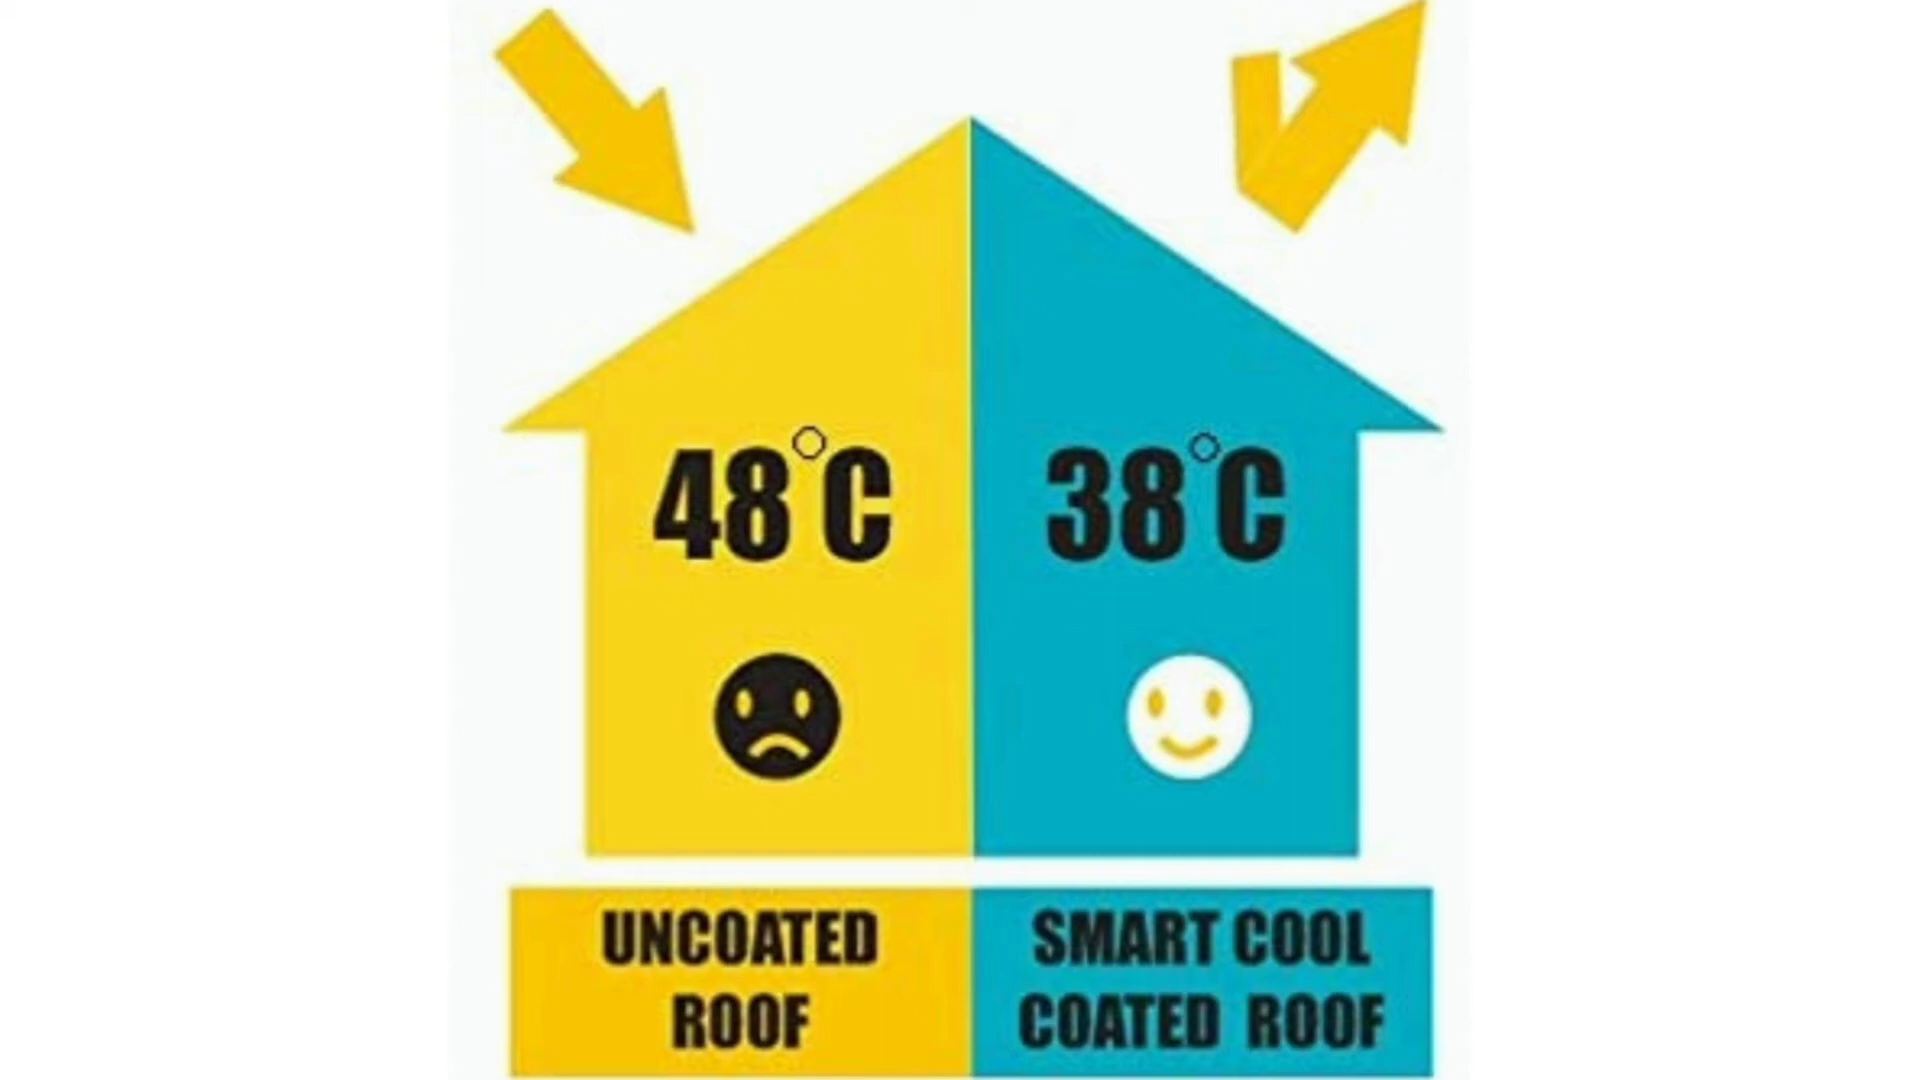 48°C
38°C
UNCOATED
ROOF
SMART COOL
COATED ROOF